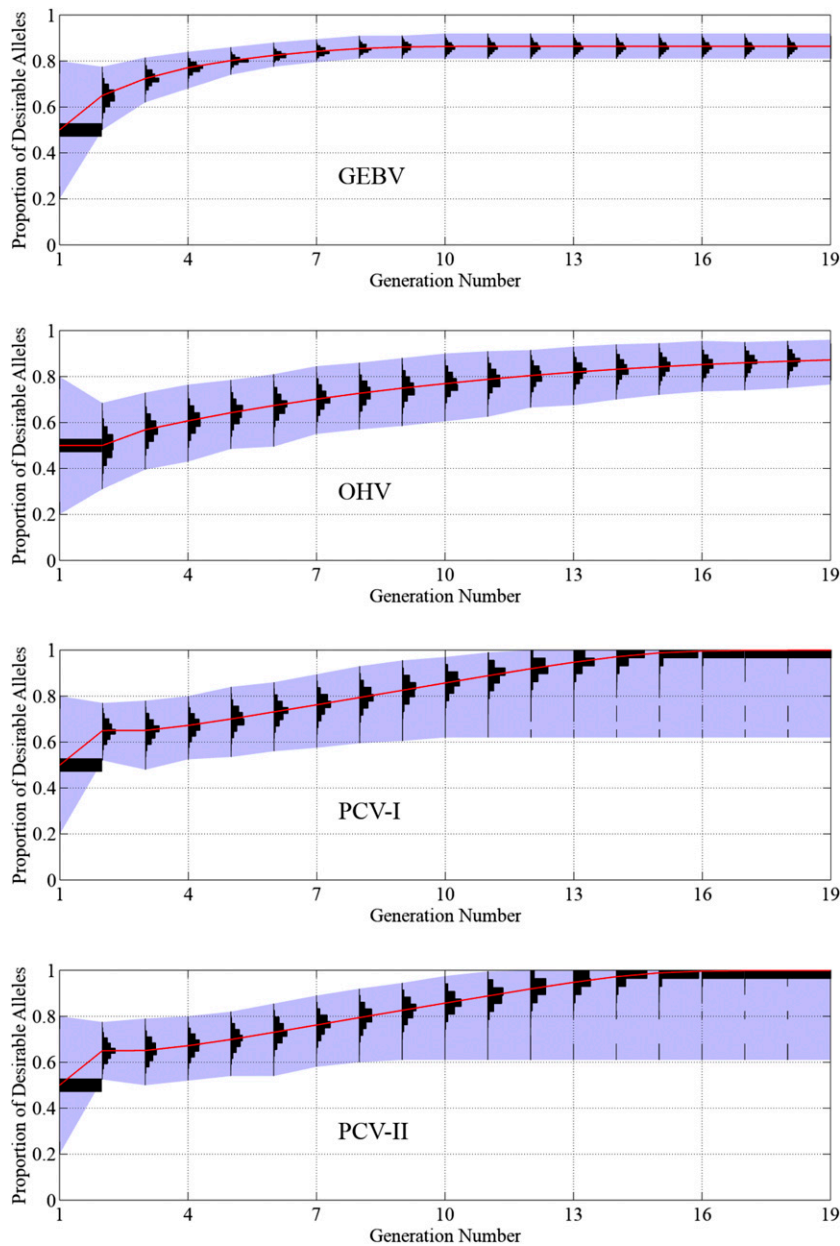 Proportion of Desirable Alleles
1
0.8
0.6
0.4
0.2
0
GEBV
1 4 7 10 13 16 19
Generation Number
Proportion of Desirable Alleles
1
0.8
0.6
0.4
0.2
0
OHV
1 4 7 10 13 16 19
Generation Number
Proportion of Desirable Alleles
1
0.8
0.6
0.4
0.2
0
PCV-I
1 4 7 10 13 16 19
Generation Number
Proportion of Desirable Alleles
1
0.8
0.6
0.4
0.2
0
PCV-II
1 4 7 10 13 16 19
Generation Number